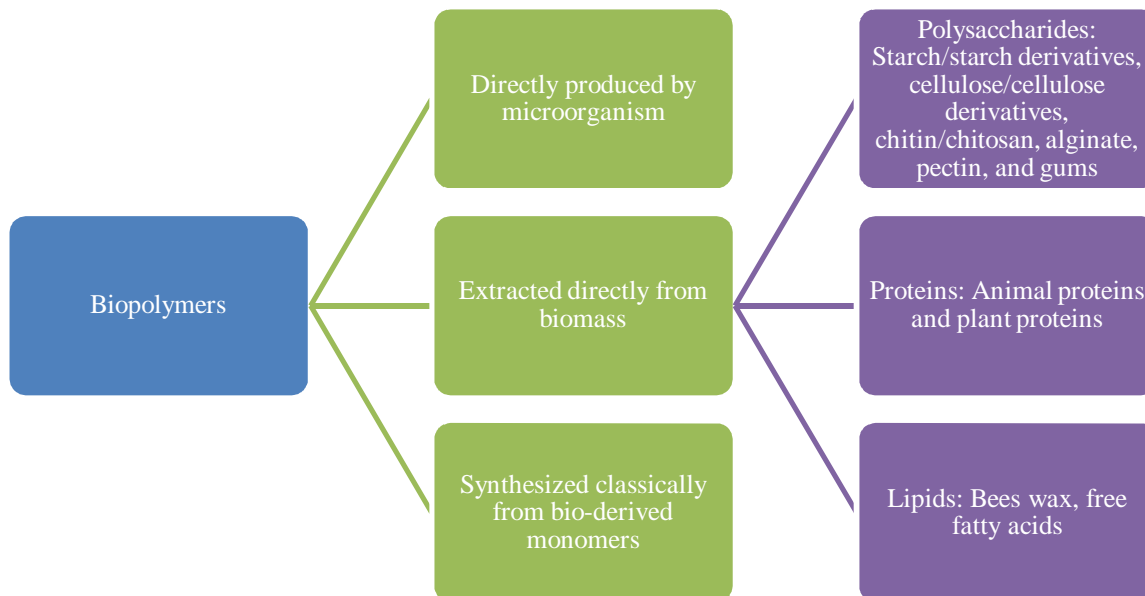 Biopolymers
Directly produced by
microorganism
Extracted directly from
biomass
Synthesized classically
from bio-derived
monomers
Polysaccharides:
Starch/starch derivatives,
cellulose/cellulose
derivatives,
chitin/chitosan, alginate,
pectin, and gums
Proteins: Animal proteins
and plant proteins
Lipids: Bees wax, free
fatty acids